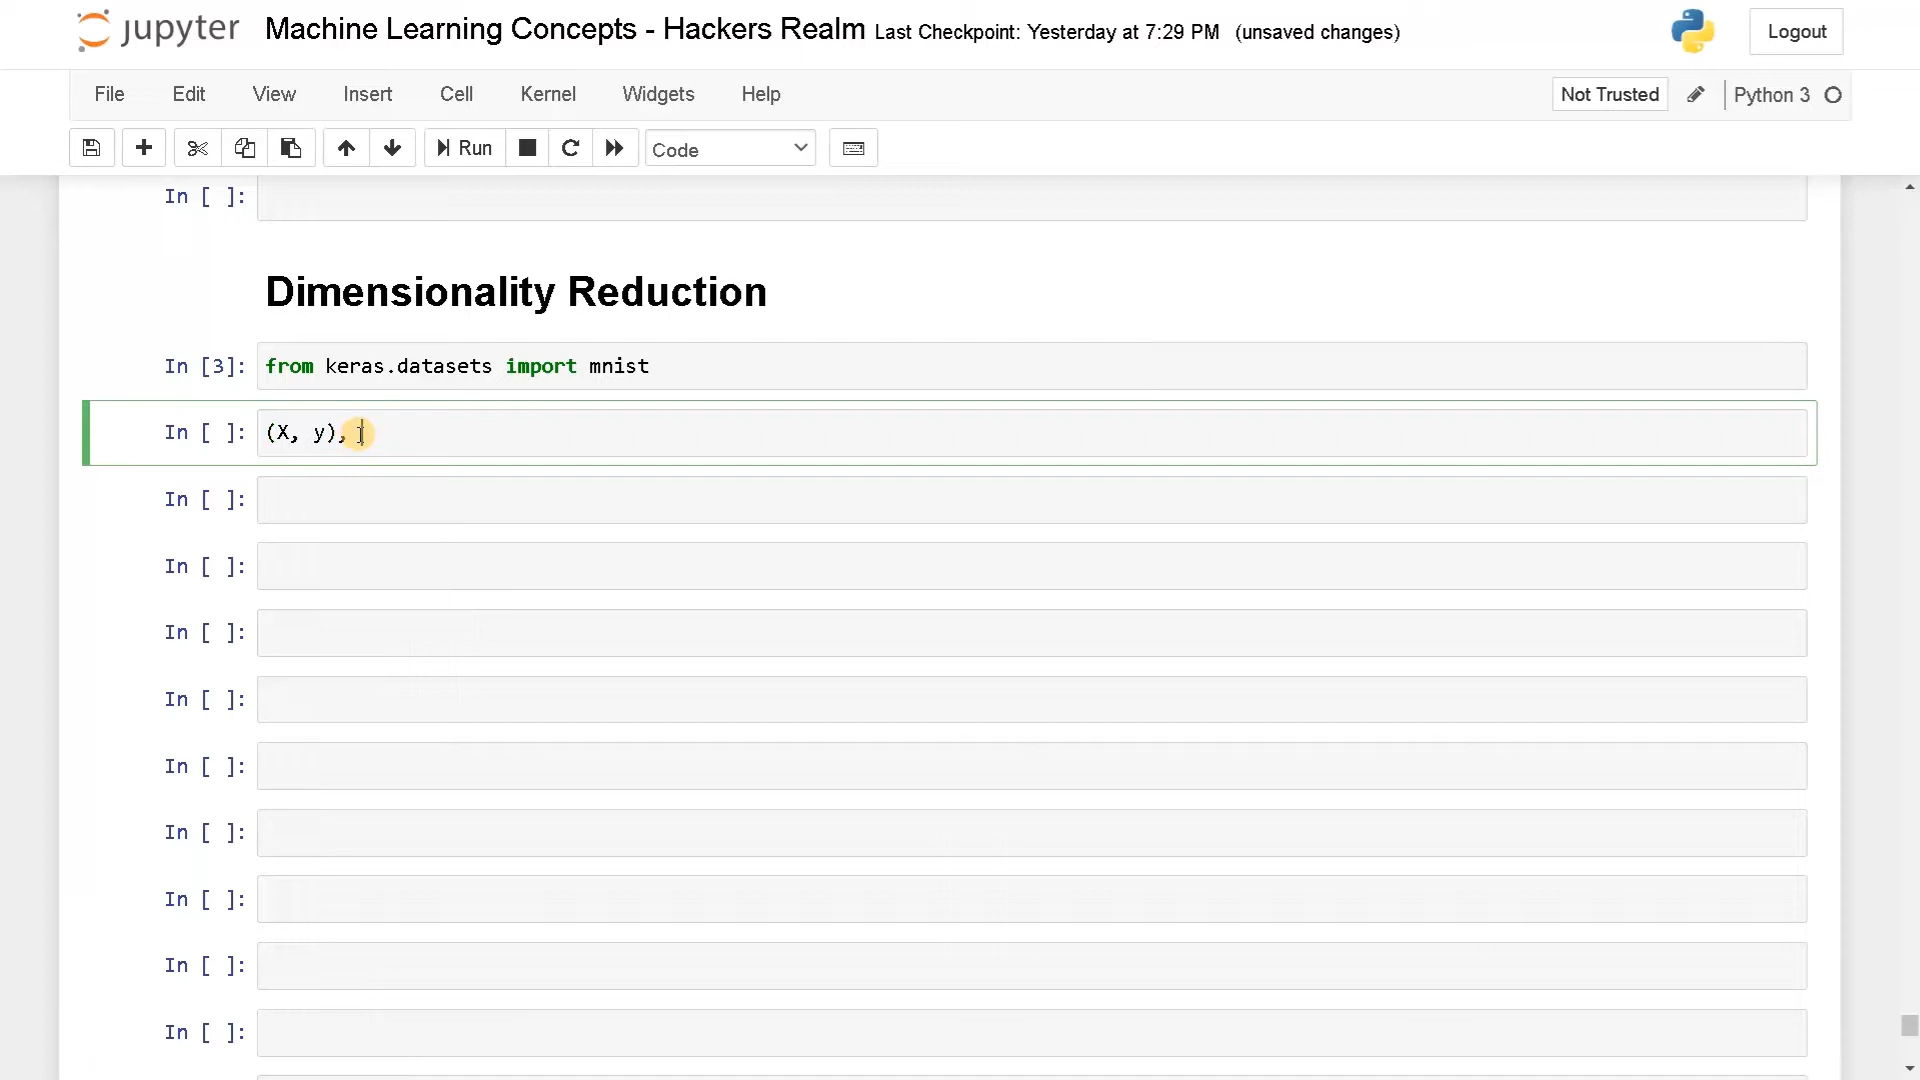 jupyter Machine Learning Concepts - Hackers Realm Last Checkpoint: Yesterday at 7:29 PM (unsaved changes) Logout
File Edit View Insert Cell Kernel Widgets Help Not Trusted Python 3
Run Code
In [ ]:
Dimensionality Reduction
In [3]: from keras.datasets import mnist
In [ ]: (X, y),
In [ ]:
In [ ]:
In [ ]:
In [ ]:
In [ ]:
In [ ]:
In [ ]:
In [ ]:
In [ ]: